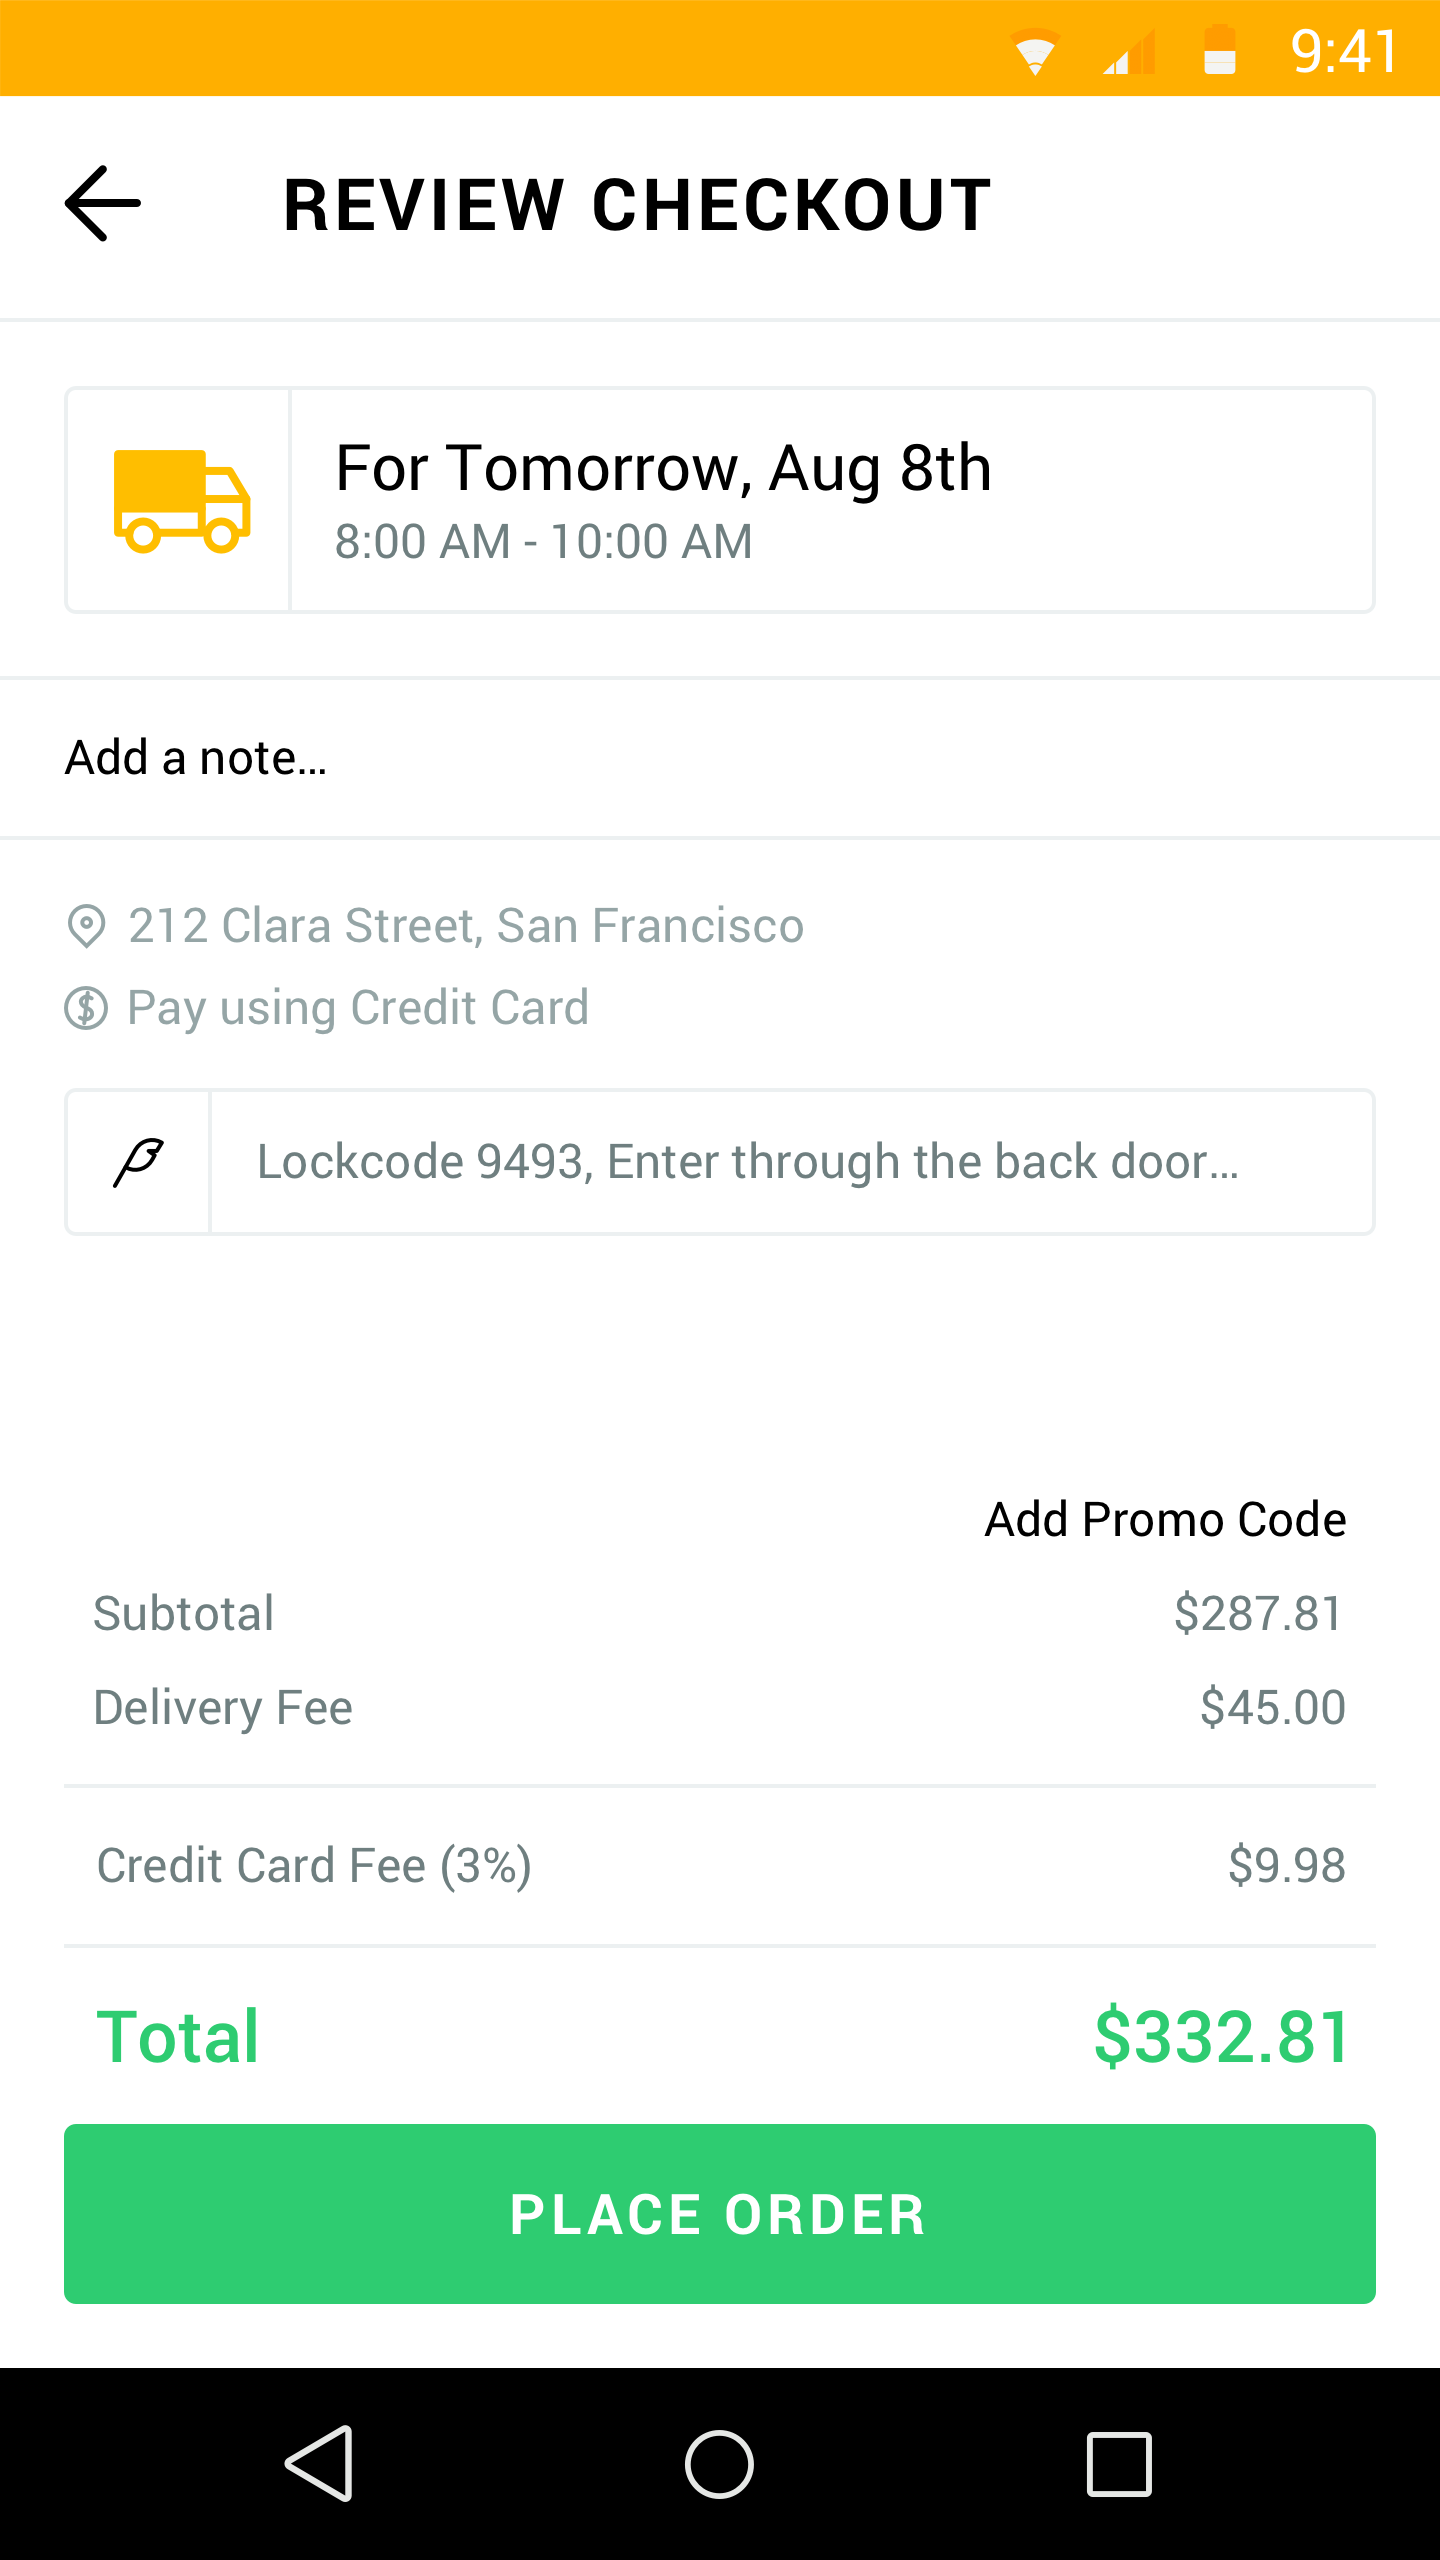 9:41
REVIEW CHECKOUT
For Tomorrow, Aug 8th
8:00 AM - 10:00 AM
Add a note...
212 Clara Street, San Francisco
Pay using Credit Card
Lockcode 9493, Enter through the back door...
Add Promo Code
Subtotal $287.81
Delivery Fee $45.00
Credit Card Fee (3%) $9.98
Total $332.81
PLACE ORDER